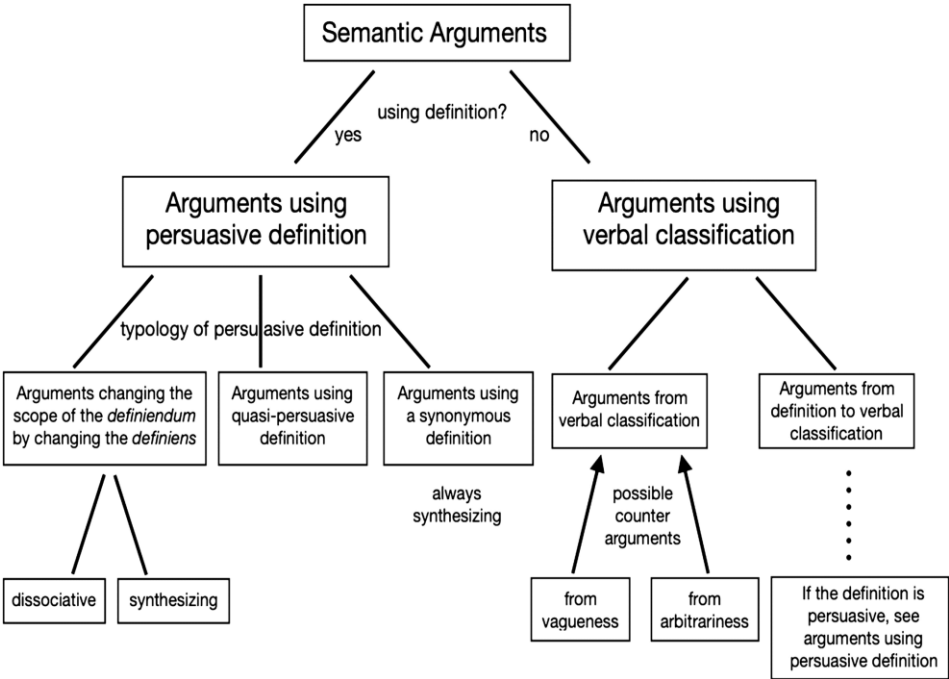 Semantic Arguments
using definition?
yes
no
Arguments using
persuasive definition
Arguments using
verbal classification
typology of persuasive definition
Arguments changing the
scope of the definiendum
by changing the definiens
Arguments using
quasi-persuasive
definition
Arguments using
a synonymous
definition
Arguments from
verbal classification
Arguments from
definition to verbal
classification
always
synthesizing
possible
counter
arguments
dissociative
synthesizing
from
vagueness
from
arbitrariness
If the definition is
persuasive, see
arguments using
persuasive definition